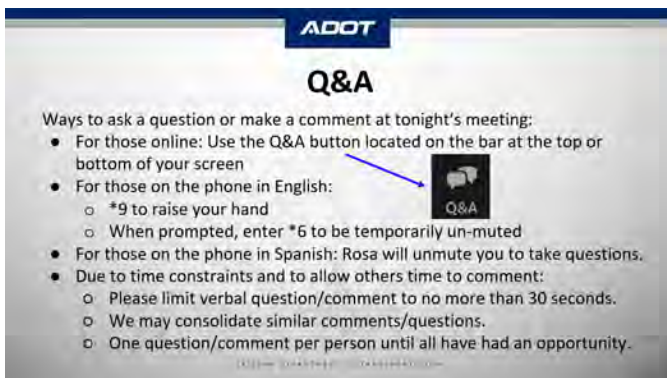 ADOT
Q&A
Ways to ask a question or make a comment at tonight's meeting:
● For those online: Use the Q&A button located on the bar at the top or
bottom of your screen
Q&A
● For those on the phone in English:
○ *9 to raise your hand
○ When prompted, enter *6 to be temporarily un-muted
● For those on the phone in Spanish: Rosa will unmute you to take questions.
● Due to time constraints and to allow others time to comment:
○ Please limit verbal question/comment to no more than 30 seconds.
○ We may consolidate similar comments/questions.
○ One question/comment per person until all have had an opportunity.